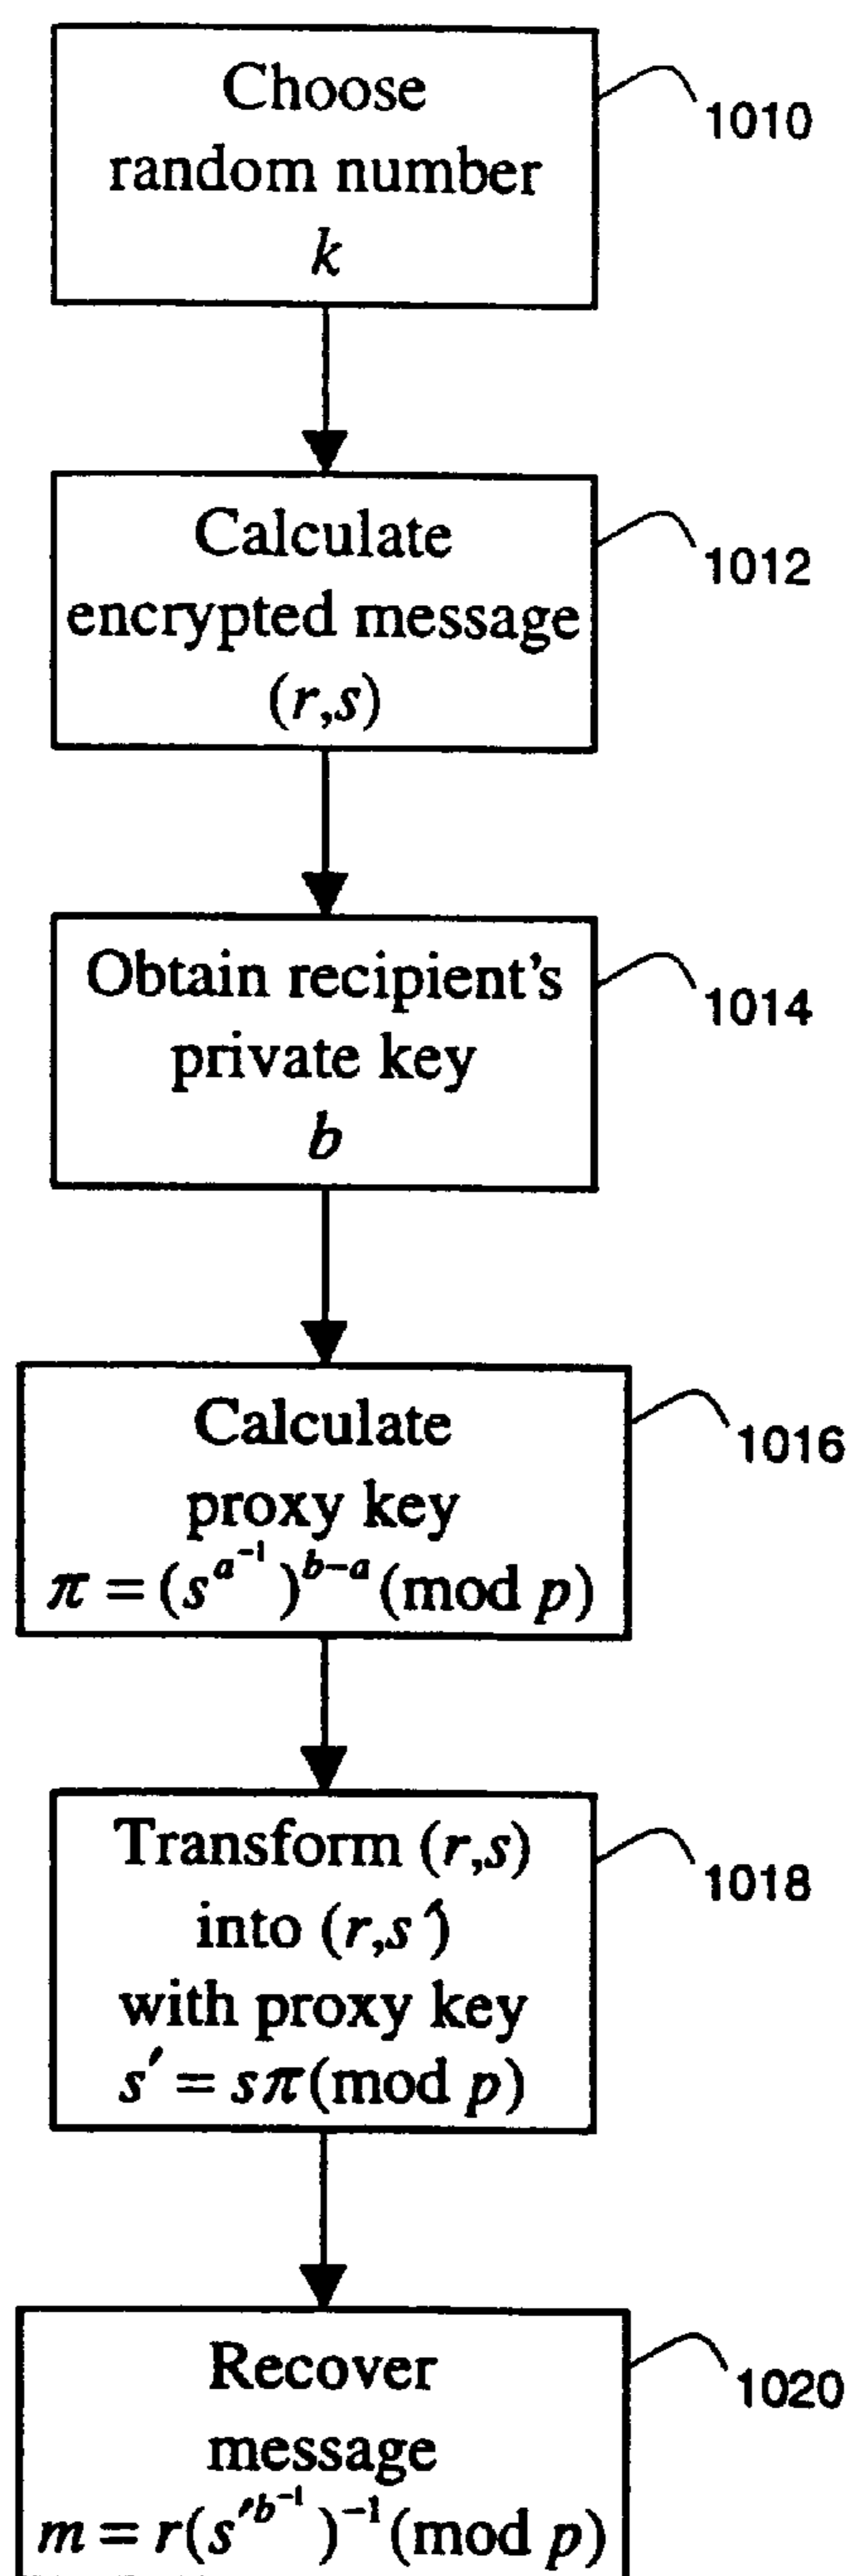 Choose
random number
k
1010
Calculate
encrypted message
(r,s)
1012
Obtain recipient's
private key
b
1014
Calculate
proxy key
π = (s^{a^{-1}})^{b-a} (mod p)
1016
Transform (r,s)
into (r,s')
with proxy key
s' = sπ(mod p)
1018
Recover
message
m = r(s'^{b^{-1}})^{-1} (mod p)
1020